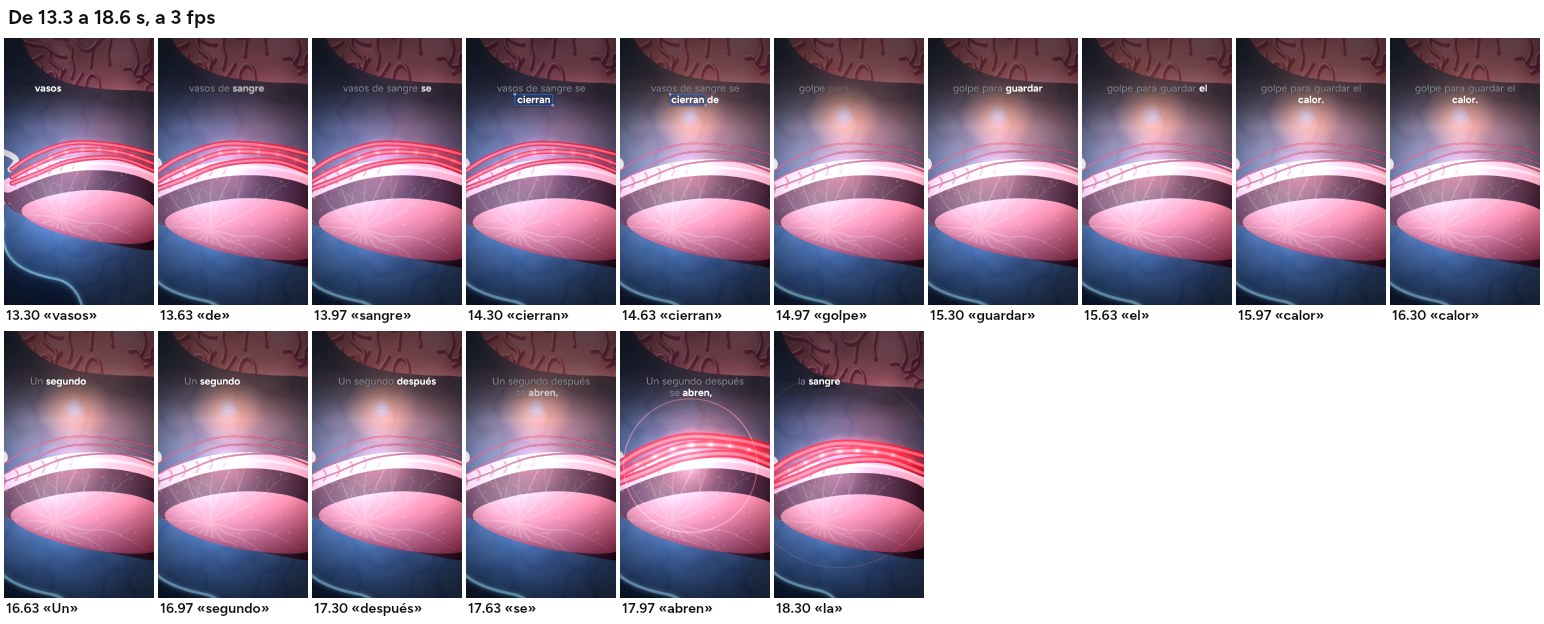 De 13.3 a 18.6 s, a 3 fps
vasos
vasos de sangre
vasos de sangre se
vasos de sangre se
cierran
vasos de sangre se
cierran de
golpe para
golpe para guardar
golpe para guardar el
golpe para guardar el
calor.
golpe para guardar el
calor.
13.30 «vasos»
13.63 «de»
13.97 «sangre»
14.30 «cierran»
14.63 «cierran»
14.97 «golpe»
15.30 «guardar»
15.63 «el»
15.97 «calor»
16.30 «calor»
Un segundo
Un segundo
Un segundo después
Un segundo después
se abren,
Un segundo después
se abren,
la sangre
16.63 «Un»
16.97 «segundo»
17.30 «después»
17.63 «se»
17.97 «abren»
18.30 «la»